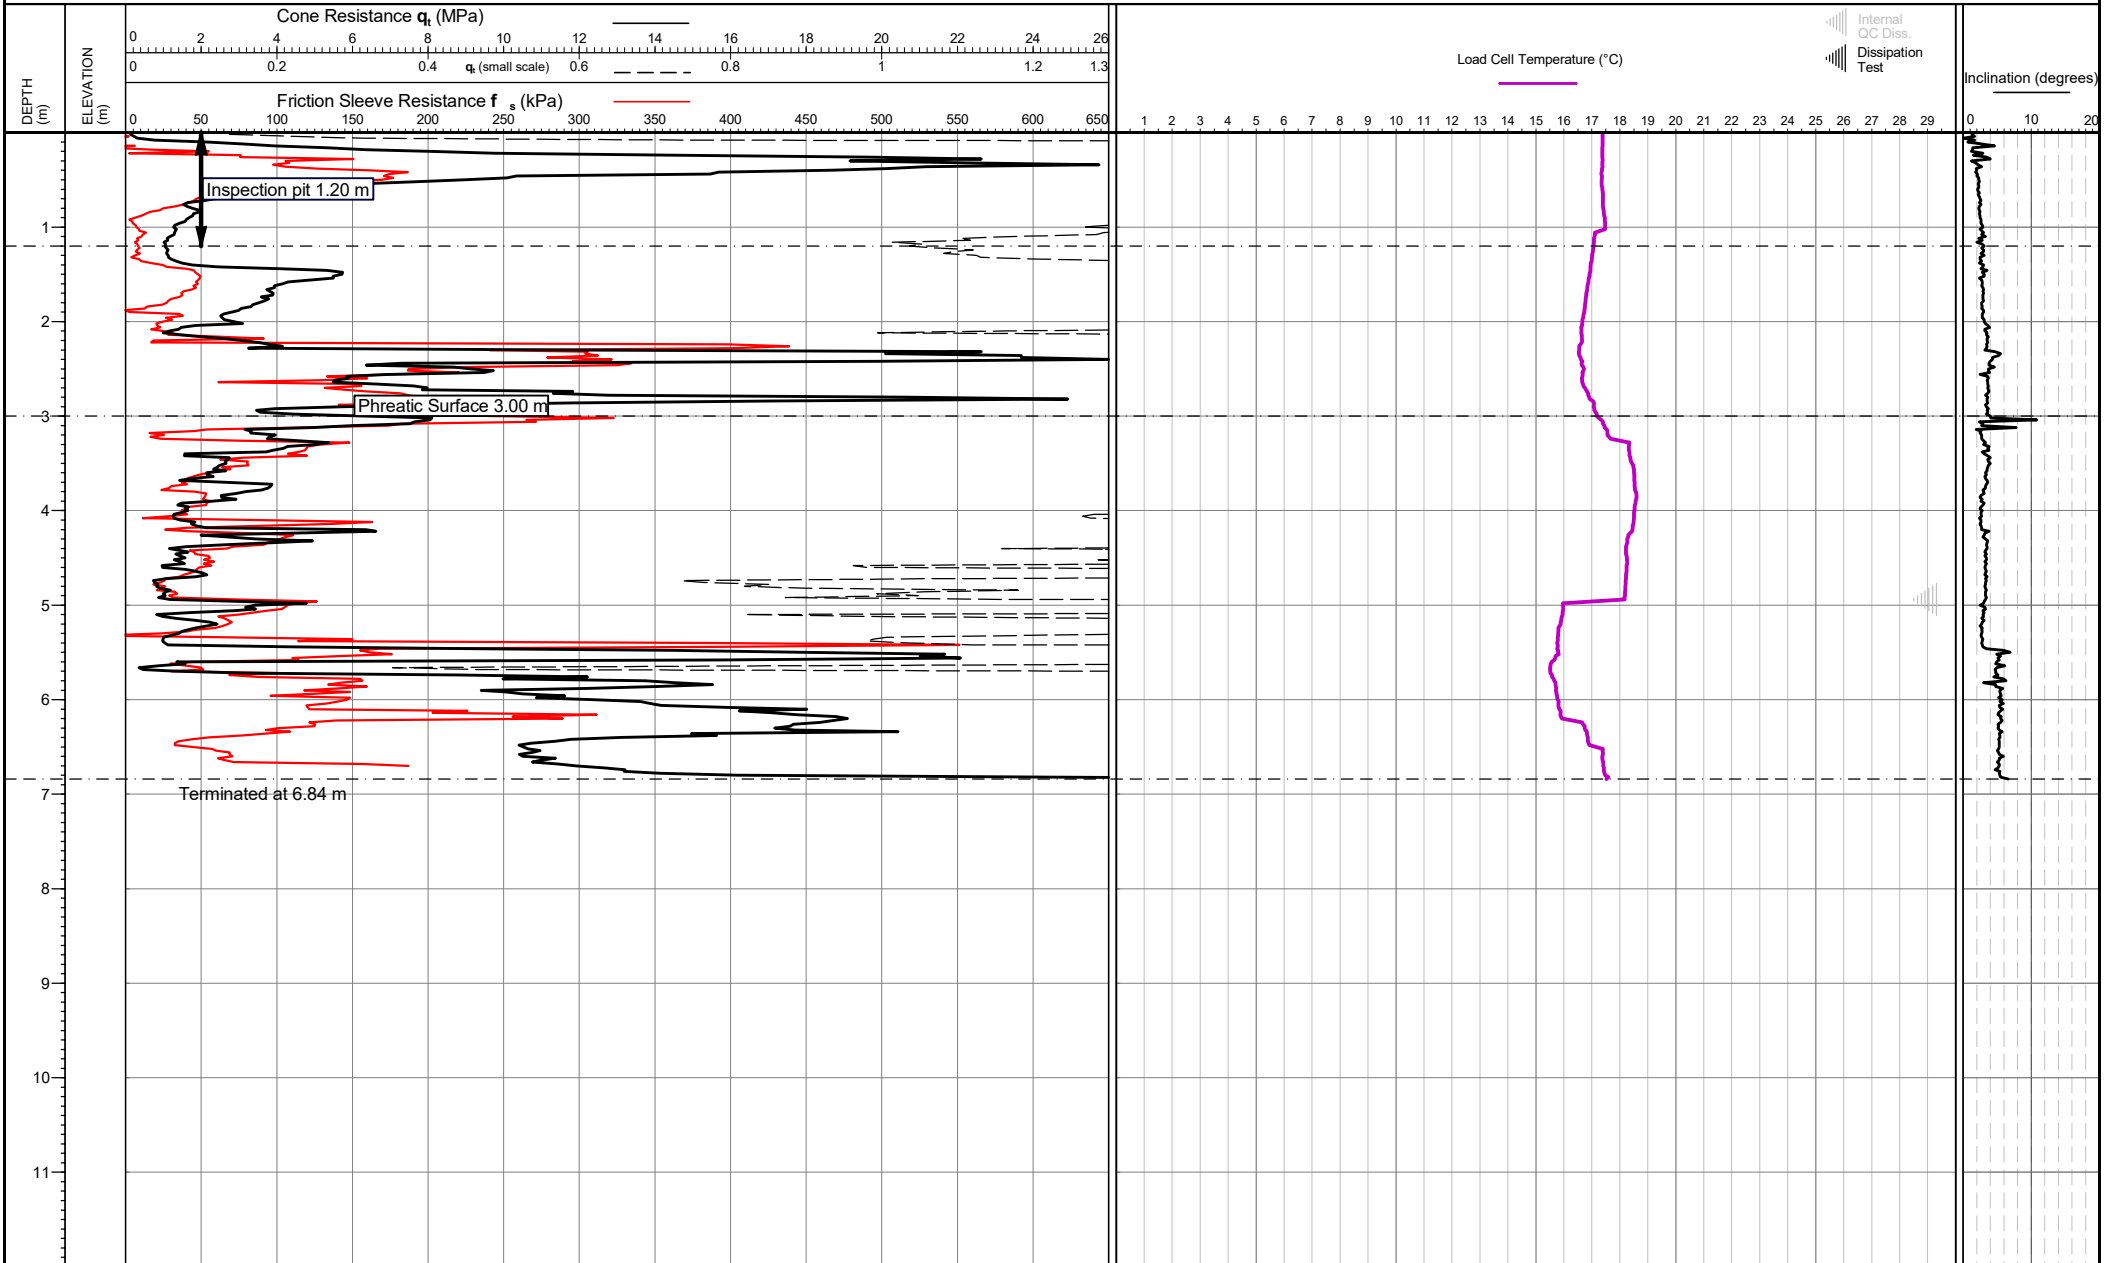 Cone Resistance qt (MPa)
0 2 4 6 8 10 12 14 16 18 20 22 24 26
0 0.2 0.4 qt (small scale) 0.6 0.8 1 1.2 1.3
Friction Sleeve Resistance f s (kPa)
0 50 100 150 200 250 300 350 400 450 500 550 600 650
DEPTH
(m)
ELEVATION
(m)
Internal
QC Diss.
Dissipation
Test
Load Cell Temperature (°C)
1 2 3 4 5 6 7 8 9 10 11 12 13 14 15 16 17 18 19 20 21 22 23 24 25 26 27 28 29
Inclination (degrees)
0 10 20
Inspection pit 1.20 m
1
2
Phreatic Surface 3.00 m
3
4
5
6
Terminated at 6.84 m
7
8
9
10
11